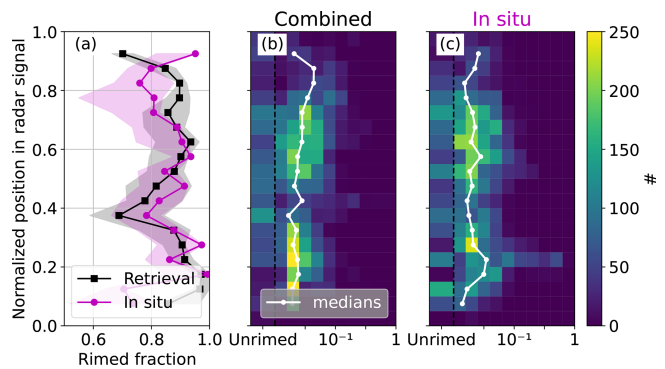 Combined
In situ
(a)
(b)
(c)
Normalized position in radar signal
1.0
0.8
0.6
0.4
0.2
0.0
Retrieval
In situ
medians
0.6
0.8
1.0
Rimed fraction
Unrimed
10⁻¹
1
Unrimed
10⁻¹
1
250
200
150
100
50
0
#